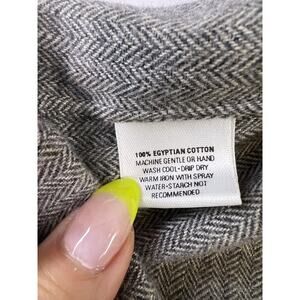 100% EGYPTIAN COTTON
MACHINE GENTLE OR HAND
WASH COOL-DRIP DRY
WARM IRON WITH SPRAY
WATER-STARCH NOT
RECOMMENDED